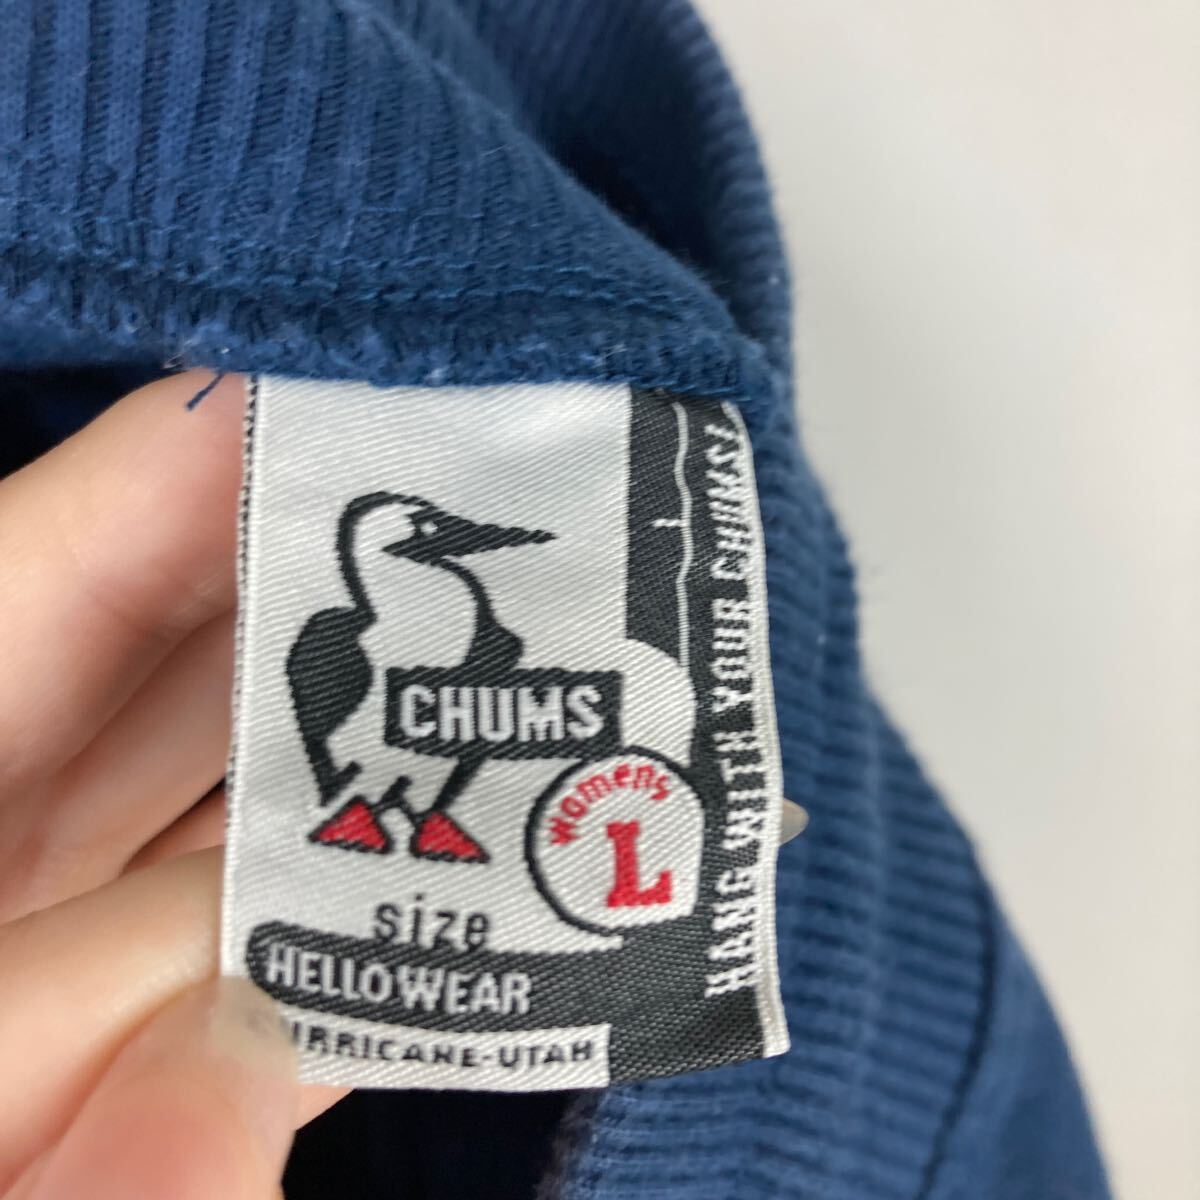 CHUMS
womens
L
size
HELLOWEAR
HURRICANE-UTAH
HANG WITH YOUR CHUMS!